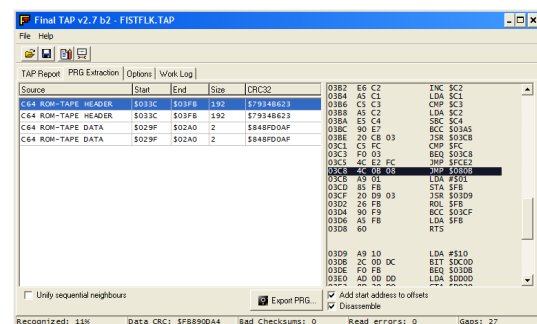 Final TAP v2.7 b2 - FISTFLK.TAP
File Help
TAP Report PRG Extraction Options Work Log
Source Start End Size CRC32
C64 ROM-TAPE HEADER $033C $03FB 192 $7934B623
C64 ROM-TAPE HEADER $033C $03FB 192 $7934B623
C64 ROM-TAPE DATA $029F $02A0 2 $848FD0AF
C64 ROM-TAPE DATA $029F $02A0 2 $848FD0AF
03B2 E6 C2 INC $C2
03B4 A5 C1 LDA $C1
03B6 C5 C3 CMP $C3
03B8 A5 C2 LDA $C2
03BA E5 C4 SBC $C4
03BC 90 E7 BCC $03A5
03BE 20 CB 03 JSR $03CB
03C1 C5 FC CMP $FC
03C3 F0 03 BEQ $03C8
03C5 4C E2 FC JMP $FCE2
03C8 4C 0B 08 JMP $080B
03CB A9 01 LDA #$01
03CD 85 FB STA $FB
03CF 20 D9 03 JSR $03D9
03D2 26 FB ROL $FB
03D4 90 F9 BCC $03CF
03D6 A5 FB LDA $FB
03D8 60 RTS
03D9 A9 10 LDA #$10
03DB 2C 0D DC BIT $DC0D
03DE F0 FB BEQ $03DB
03E0 AD 0D DD LDA $DD0D
Unify sequential neighbours
Export PRG...
Add start address to offsets
Disassemble
Recognized: 11% Data CRC: $FB890DA4 Bad Checksums: 0 Read errors: 0 Gaps: 27